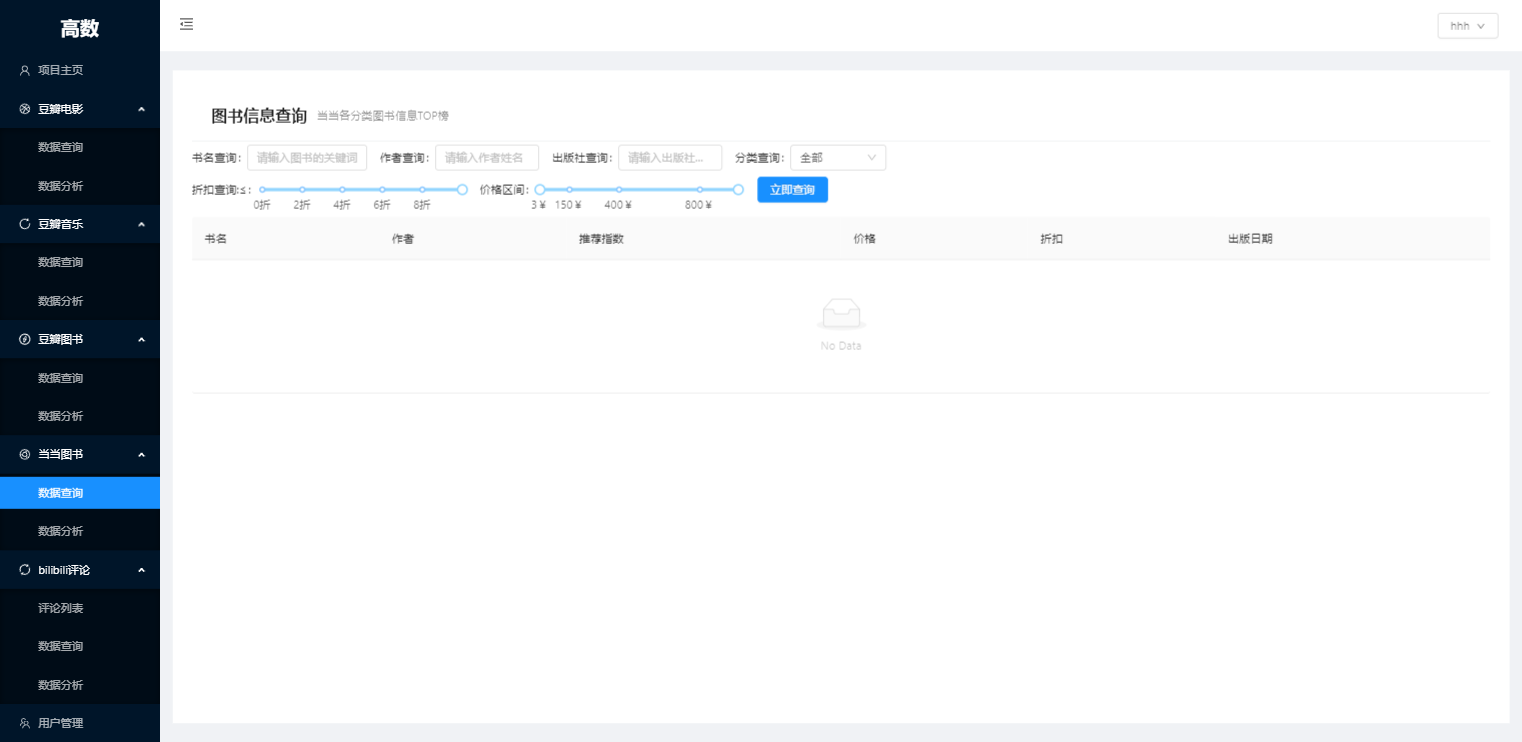 高数
项目主页
豆瓣电影
数据查询
数据分析
豆瓣音乐
数据查询
数据分析
豆瓣图书
数据查询
数据分析
当当图书
数据查询
数据分析
bilibili评论
评论列表
数据查询
数据分析
用户管理
hhh
图书信息查询 当当各分类图书信息TOP榜
书名查询: 请输入图书的关键词 作者查询: 请输入作者姓名 出版社查询: 请输入出版社... 分类查询: 全部
折扣查询:≤: 价格区间: 立即查询
0折 2折 4折 6折 8折 3¥ 150¥ 400¥ 800¥
书名 作者 推荐指数 价格 折扣 出版日期
No Data